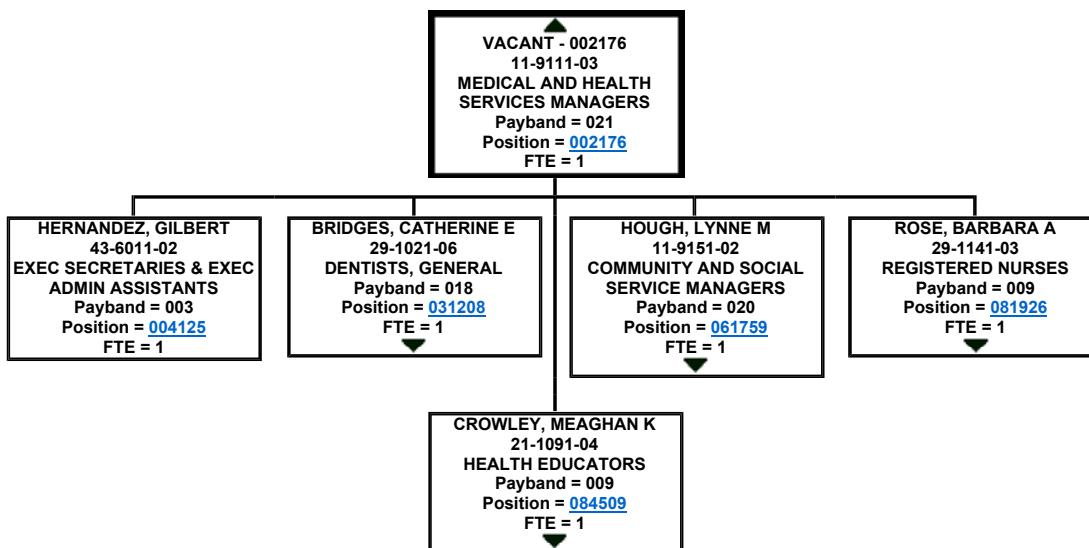 VACANT - 002176
11-9111-03
MEDICAL AND HEALTH
SERVICES MANAGERS
Payband = 021
Position = 002176
FTE = 1
HERNANDEZ, GILBERT
43-6011-02
EXEC SECRETARIES & EXEC
ADMIN ASSISTANTS
Payband = 003
Position = 004125
FTE = 1
BRIDGES, CATHERINE E
29-1021-06
DENTISTS, GENERAL
Payband = 018
Position = 031208
FTE = 1
HOUGH, LYNNE M
11-9151-02
COMMUNITY AND SOCIAL
SERVICE MANAGERS
Payband = 020
Position = 061759
FTE = 1
ROSE, BARBARA A
29-1141-03
REGISTERED NURSES
Payband = 009
Position = 081926
FTE = 1
CROWLEY, MEAGHAN K
21-1091-04
HEALTH EDUCATORS
Payband = 009
Position = 084509
FTE = 1